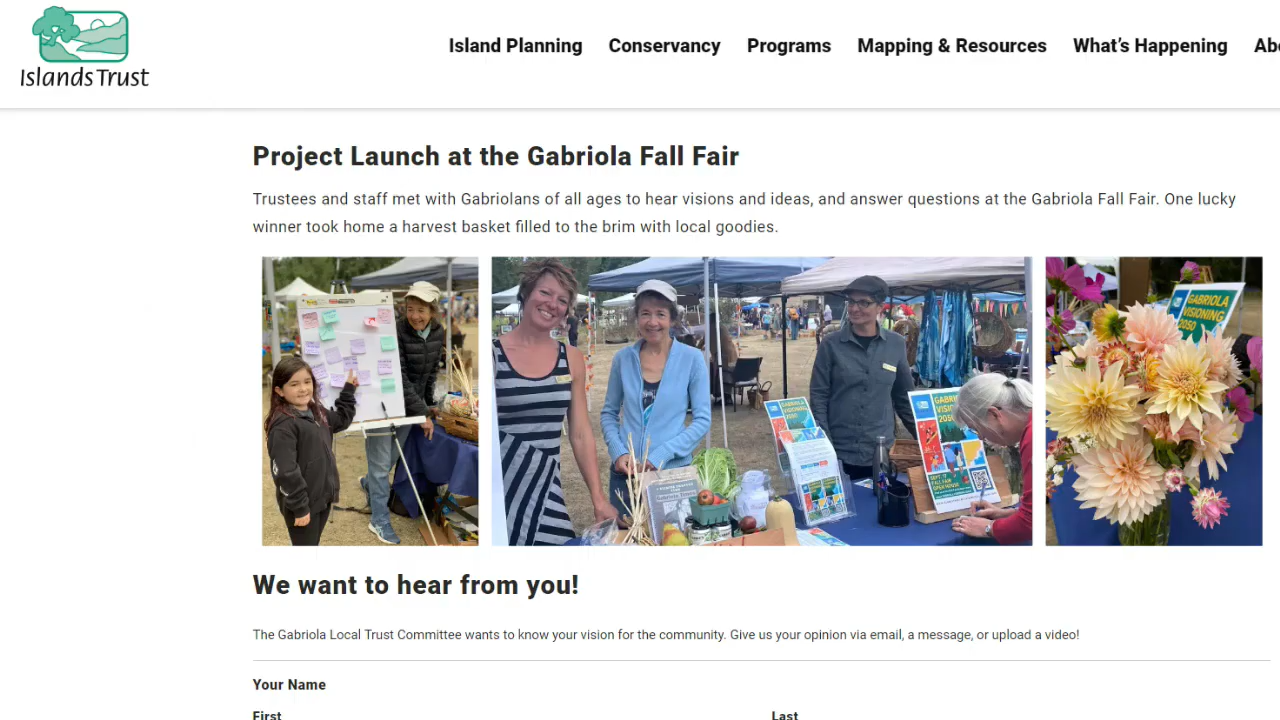 Islands Trust
Island Planning Conservancy Programs Mapping & Resources What's Happening
Project Launch at the Gabriola Fall Fair
Trustees and staff met with Gabriolans of all ages to hear visions and ideas, and answer questions at the Gabriola Fall Fair. One lucky
winner took home a harvest basket filled to the brim with local goodies.
GABRIOLA
VISIONING
2050
We want to hear from you!
The Gabriola Local Trust Committee wants to know your vision for the community. Give us your opinion via email, a message, or upload a video!
Your Name
First Last